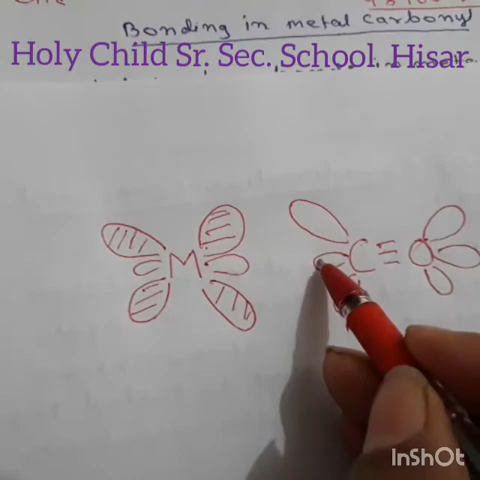 Bonding in metal carbonyl
Holy Child Sr. Sec. School, Hisar
M C ≡ O
InShOt